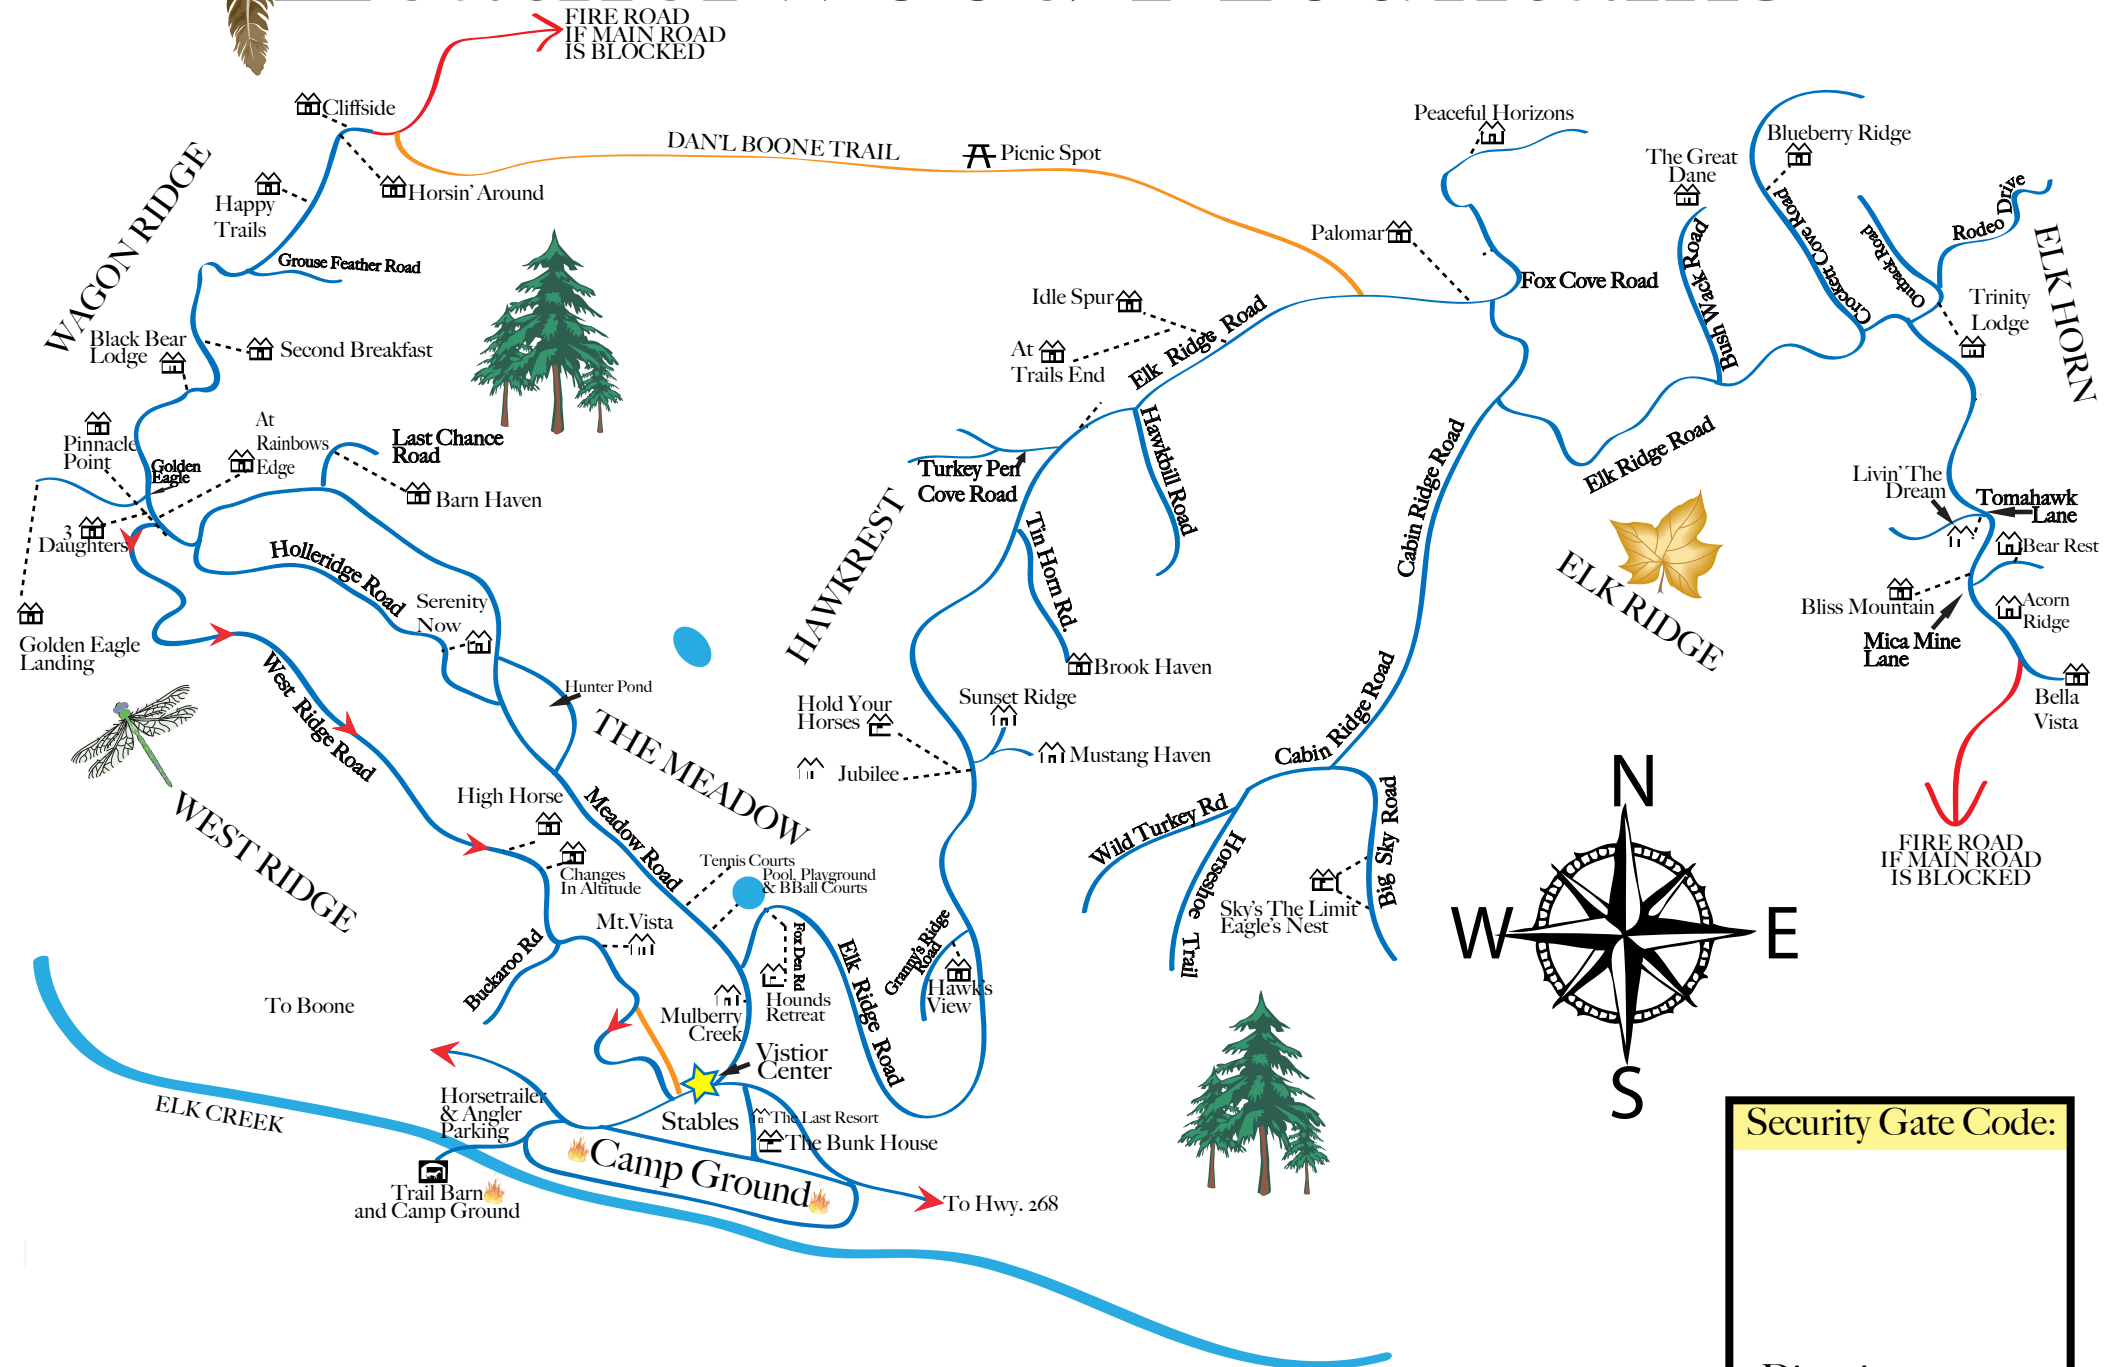 FIRE ROAD
IF MAIN ROAD
IS BLOCKED
Cliffside
DAN'L BOONE TRAIL
Picnic Spot
Horsin' Around
Happy
Trails
WAGON RIDGE
Grouse Feather Road
Black Bear
Lodge
Second Breakfast
Pinnacle
Point
Golden
Eagle
At
Rainbows
Edge
Last Chance
Road
Barn Haven
3
Daughters
Golden Eagle
Landing
Holleridge Road
Serenity
Now
Hunter Pond
West Ridge Road
THE MEADOW
WEST RIDGE
High Horse
Changes
In Altitude
Meadow Road
Tennis Courts
Pool, Playground
& BBall Courts
Mt.Vista
Buckaroo Rd
Fox Den Rd
Hounds
Retreat
Mulberry
Creek
Vistior
Center
Elk Ridge Road
To Boone
ELK CREEK
Horsetrailer
& Angler
Parking
Stables
The Last Resort
The Bunk House
Camp Ground
Trail Barn
and Camp Ground
To Hwy. 268
Peaceful Horizons
Palomar
Fox Cove Road
Idle Spur
At
Trails End
Elk Ridge Road
Turkey Pen
Cove Road
Hawkbill Road
HAWKREST
Tin Horn Rd.
Brook Haven
Sunset Ridge
Hold Your
Horses
Jubilee
Mustang Haven
Granny's Ridge
Road
Hawk's
View
Cabin Ridge Road
Cabin Ridge Road
Wild Turkey Rd
Horseshoe Trail
Big Sky Road
Sky's The Limit
Eagle's Nest
The Great
Dane
Bush Wack Road
Blueberry Ridge
Crockett Cove Road
Outback Road
Rodeo Drive
ELK HORN
Trinity
Lodge
Elk Ridge Road
ELK RIDGE
Livin' The
Dream
Tomahawk
Lane
Bear Rest
Bliss Mountain
Acorn
Ridge
Mica Mine
Lane
Bella
Vista
FIRE ROAD
IF MAIN ROAD
IS BLOCKED
N
W
E
S
Security Gate Code: